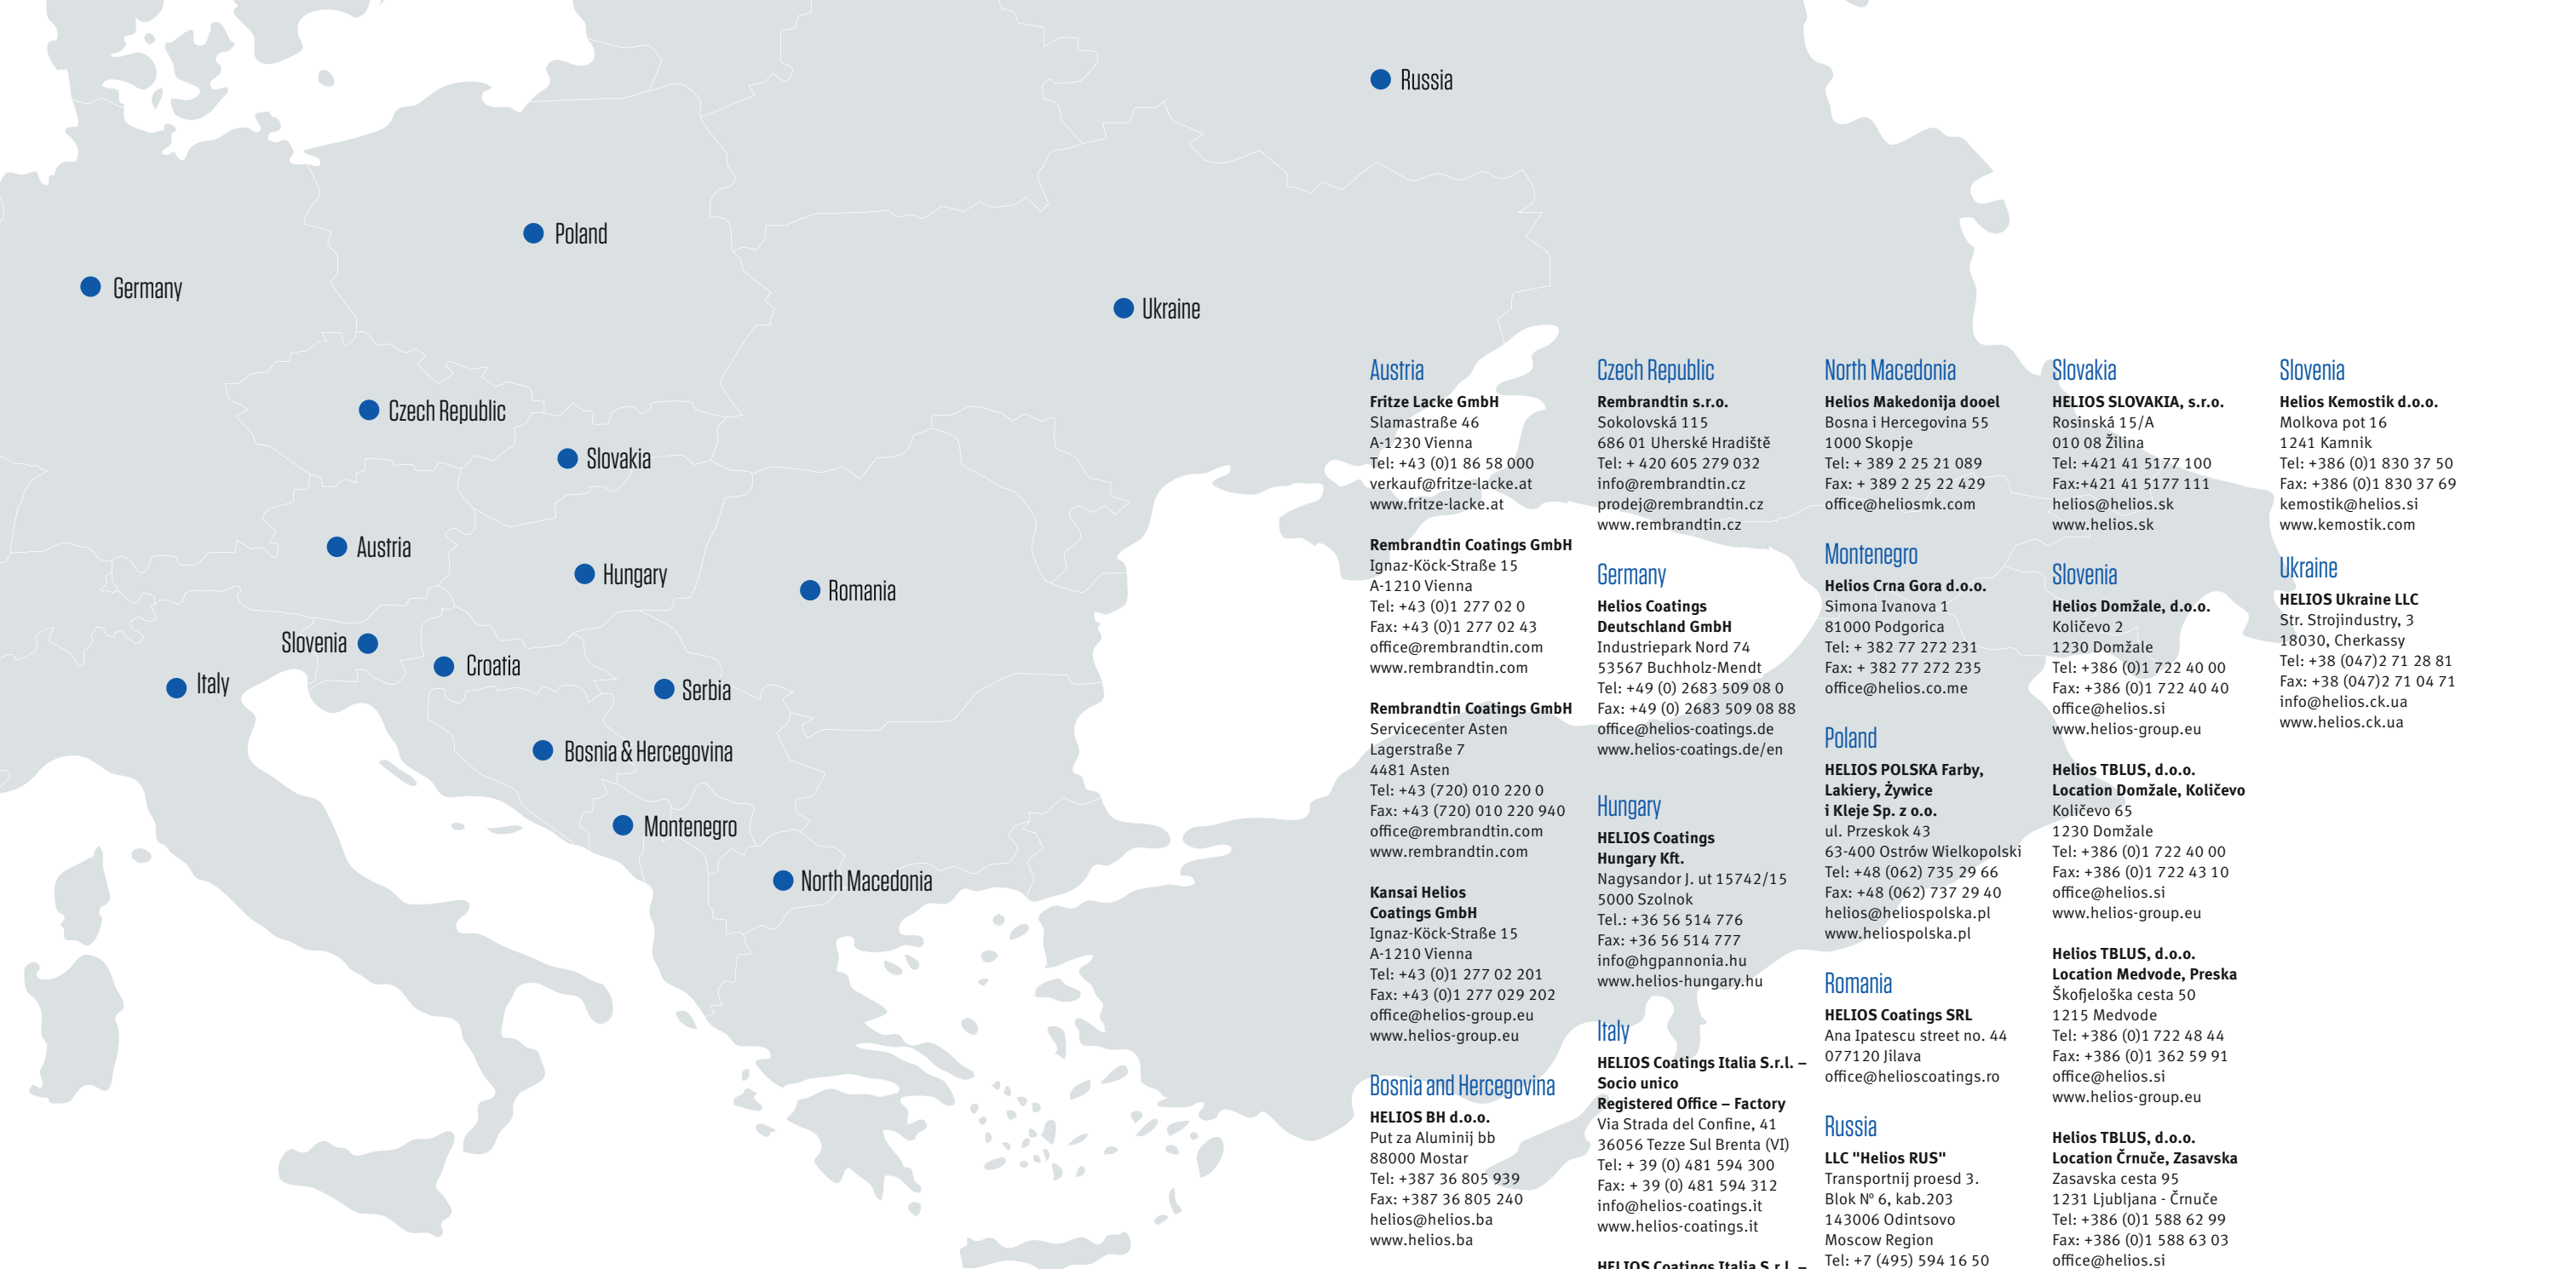 Russia
Poland
Germany
Ukraine
Czech Republic
Slovakia
Austria
Hungary
Romania
Slovenia
Croatia
Italy
Serbia
Bosnia & Hercegovina
Montenegro
North Macedonia
Austria
Fritze Lacke GmbH
Slamastraße 46
A-1230 Vienna
Tel: +43 (0)1 86 58 000
verkauf@fritze-lacke.at
www.fritze-lacke.at
Rembrandtin Coatings GmbH
Ignaz-Köck-Straße 15
A-1210 Vienna
Tel: +43 (0)1 277 02 0
Fax: +43 (0)1 277 02 43
office@rembrandtin.com
www.rembrandtin.com
Rembrandtin Coatings GmbH
Servicecenter Asten
Lagerstraße 7
4481 Asten
Tel: +43 (720) 010 220 0
Fax: +43 (720) 010 220 940
office@rembrandtin.com
www.rembrandtin.com
Kansai Helios
Coatings GmbH
Ignaz-Köck-Straße 15
A-1210 Vienna
Tel: +43 (0)1 277 02 201
Fax: +43 (0)1 277 029 202
office@helios-group.eu
www.helios-group.eu
Bosnia and Hercegovina
HELIOS BH d.o.o.
Put za Aluminij bb
88000 Mostar
Tel: +387 36 805 939
Fax: +387 36 805 240
helios@helios.ba
www.helios.ba
Czech Republic
Rembrandtin s.r.o.
Sokolovská 115
686 01 Uherské Hradiště
Tel: + 420 605 279 032
info@rembrandtin.cz
prodej@rembrandtin.cz
www.rembrandtin.cz
Germany
Helios Coatings
Deutschland GmbH
Industriepark Nord 74
53567 Buchholz-Mendt
Tel: +49 (0) 2683 509 08 0
Fax: +49 (0) 2683 509 08 88
office@helios-coatings.de
www.helios-coatings.de/en
Hungary
HELIOS Coatings
Hungary Kft.
Nagysandor J. ut 15742/15
5000 Szolnok
Tel.: +36 56 514 776
Fax: +36 56 514 777
info@hgpannonia.hu
www.helios-hungary.hu
Italy
HELIOS Coatings Italia S.r.l. –
Socio unico
Registered Office – Factory
Via Strada del Confine, 41
36056 Tezze Sul Brenta (VI)
Tel: + 39 (0) 481 594 300
Fax: + 39 (0) 481 594 312
info@helios-coatings.it
www.helios-coatings.it
HELIOS Coatings Italia S.r.l. –
North Macedonia
Helios Makedonija dooel
Bosna i Hercegovina 55
1000 Skopje
Tel: + 389 2 25 21 089
Fax: + 389 2 25 22 429
office@heliosmk.com
Montenegro
Helios Crna Gora d.o.o.
Simona Ivanova 1
81000 Podgorica
Tel: + 382 77 272 231
Fax: + 382 77 272 235
office@helios.co.me
Poland
HELIOS POLSKA Farby,
Lakiery, Żywice
i Kleje Sp. z o.o.
ul. Przeskok 43
63-400 Ostrów Wielkopolski
Tel: +48 (062) 735 29 66
Fax: +48 (062) 737 29 40
helios@heliospolska.pl
www.heliospolska.pl
Romania
HELIOS Coatings SRL
Ana Ipatescu street no. 44
077120 Jilava
office@helioscoatings.ro
Russia
LLC "Helios RUS"
Transportnij proesd 3.
Blok № 6, kab.203
143006 Odintsovo
Moscow Region
Tel: +7 (495) 594 16 50
Slovakia
HELIOS SLOVAKIA, s.r.o.
Rosinská 15/A
010 08 Žilina
Tel: +421 41 5177 100
Fax:+421 41 5177 111
helios@helios.sk
www.helios.sk
Slovenia
Helios Domžale, d.o.o.
Količevo 2
1230 Domžale
Tel: +386 (0)1 722 40 00
Fax: +386 (0)1 722 40 40
office@helios.si
www.helios-group.eu
Helios TBLUS, d.o.o.
Location Domžale, Količevo
Količevo 65
1230 Domžale
Tel: +386 (0)1 722 40 00
Fax: +386 (0)1 722 43 10
office@helios.si
www.helios-group.eu
Helios TBLUS, d.o.o.
Location Medvode, Preska
Škofjeloška cesta 50
1215 Medvode
Tel: +386 (0)1 722 48 44
Fax: +386 (0)1 362 59 91
office@helios.si
www.helios-group.eu
Helios TBLUS, d.o.o.
Location Črnuče, Zasavska
Zasavska cesta 95
1231 Ljubljana - Črnuče
Tel: +386 (0)1 588 62 99
Fax: +386 (0)1 588 63 03
office@helios.si
Slovenia
Helios Kemostik d.o.o.
Molkova pot 16
1241 Kamnik
Tel: +386 (0)1 830 37 50
Fax: +386 (0)1 830 37 69
kemostik@helios.si
www.kemostik.com
Ukraine
HELIOS Ukraine LLC
Str. Strojindustry, 3
18030, Cherkassy
Tel: +38 (047)2 71 28 81
Fax: +38 (047)2 71 04 71
info@helios.ck.ua
www.helios.ck.ua